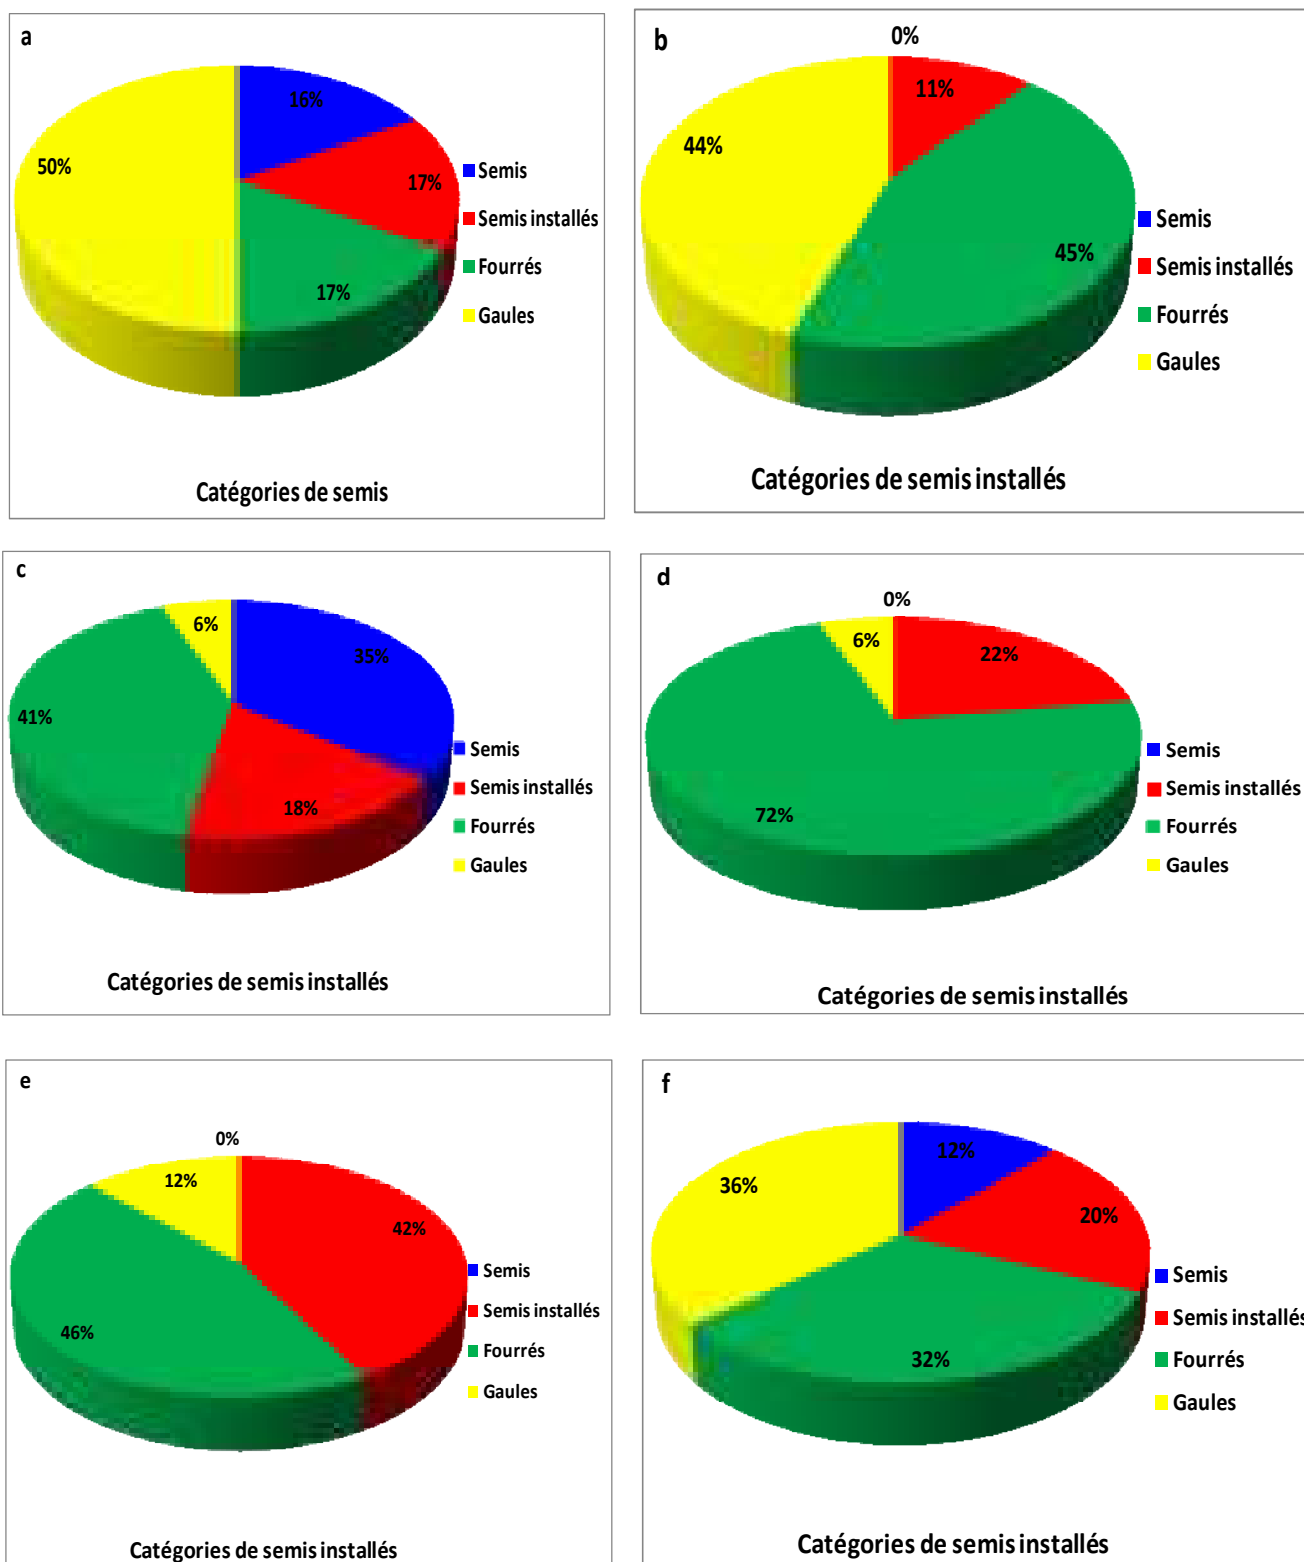 a
16%
50%
17%
17%
Semis
Semis installés
Fourrés
Gaules
Catégories de semis
b
0%
11%
44%
45%
Semis
Semis installés
Fourrés
Gaules
Catégories de semis installés
c
6%
35%
41%
18%
Semis
Semis installés
Fourrés
Gaules
Catégories de semis installés
d
0%
6%
22%
72%
Semis
Semis installés
Fourrés
Gaules
Catégories de semis installés
e
0%
12%
42%
46%
Semis
Semis installés
Fourrés
Gaules
Catégories de semis installés
f
12%
36%
20%
32%
Semis
Semis installés
Fourrés
Gaules
Catégories de semis installés